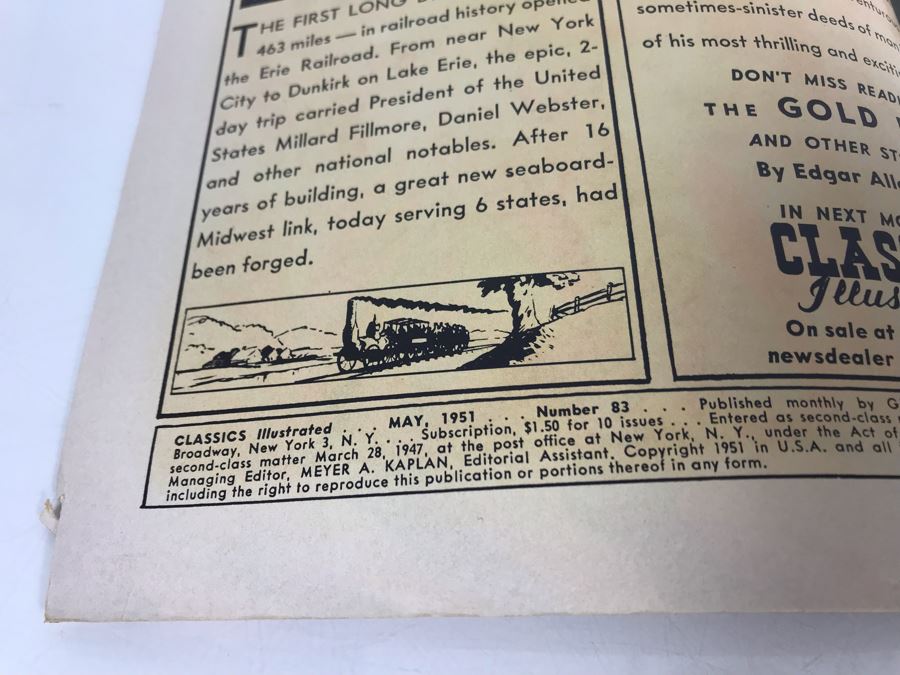 THE FIRST LONG
463 miles — in railroad history opened
the Erie Railroad. From near New York
City to Dunkirk on Lake Erie, the epic, 2-
day trip carried President of the United
States Millard Fillmore, Daniel Webster,
and other national notables. After 16
years of building, a great new seaboard-
Midwest link, today serving 6 states, had
been forged.
sometimes-sinister deeds of
of his most thrilling and
DON'T MISS
THE GOLD
AND OTHER
By Edgar
IN NEXT
CLAS
Illus
On sale at
newsdealer
CLASSICS Illustrated . . . MAY, 1951 . . . Number 83 . . . Published monthly by G
Broadway, New York 3, N. Y. . . . Subscription, $1.50 for 10 issues . . . Entered as second-class
second-class matter March 28, 1947, at the post office at New York, N. Y., under the Act of
Managing Editor, MEYER A. KAPLAN, Editorial Assistant. Copyright 1951 in U.S.A. and all
including the right to reproduce this publication or portions thereof in any form.